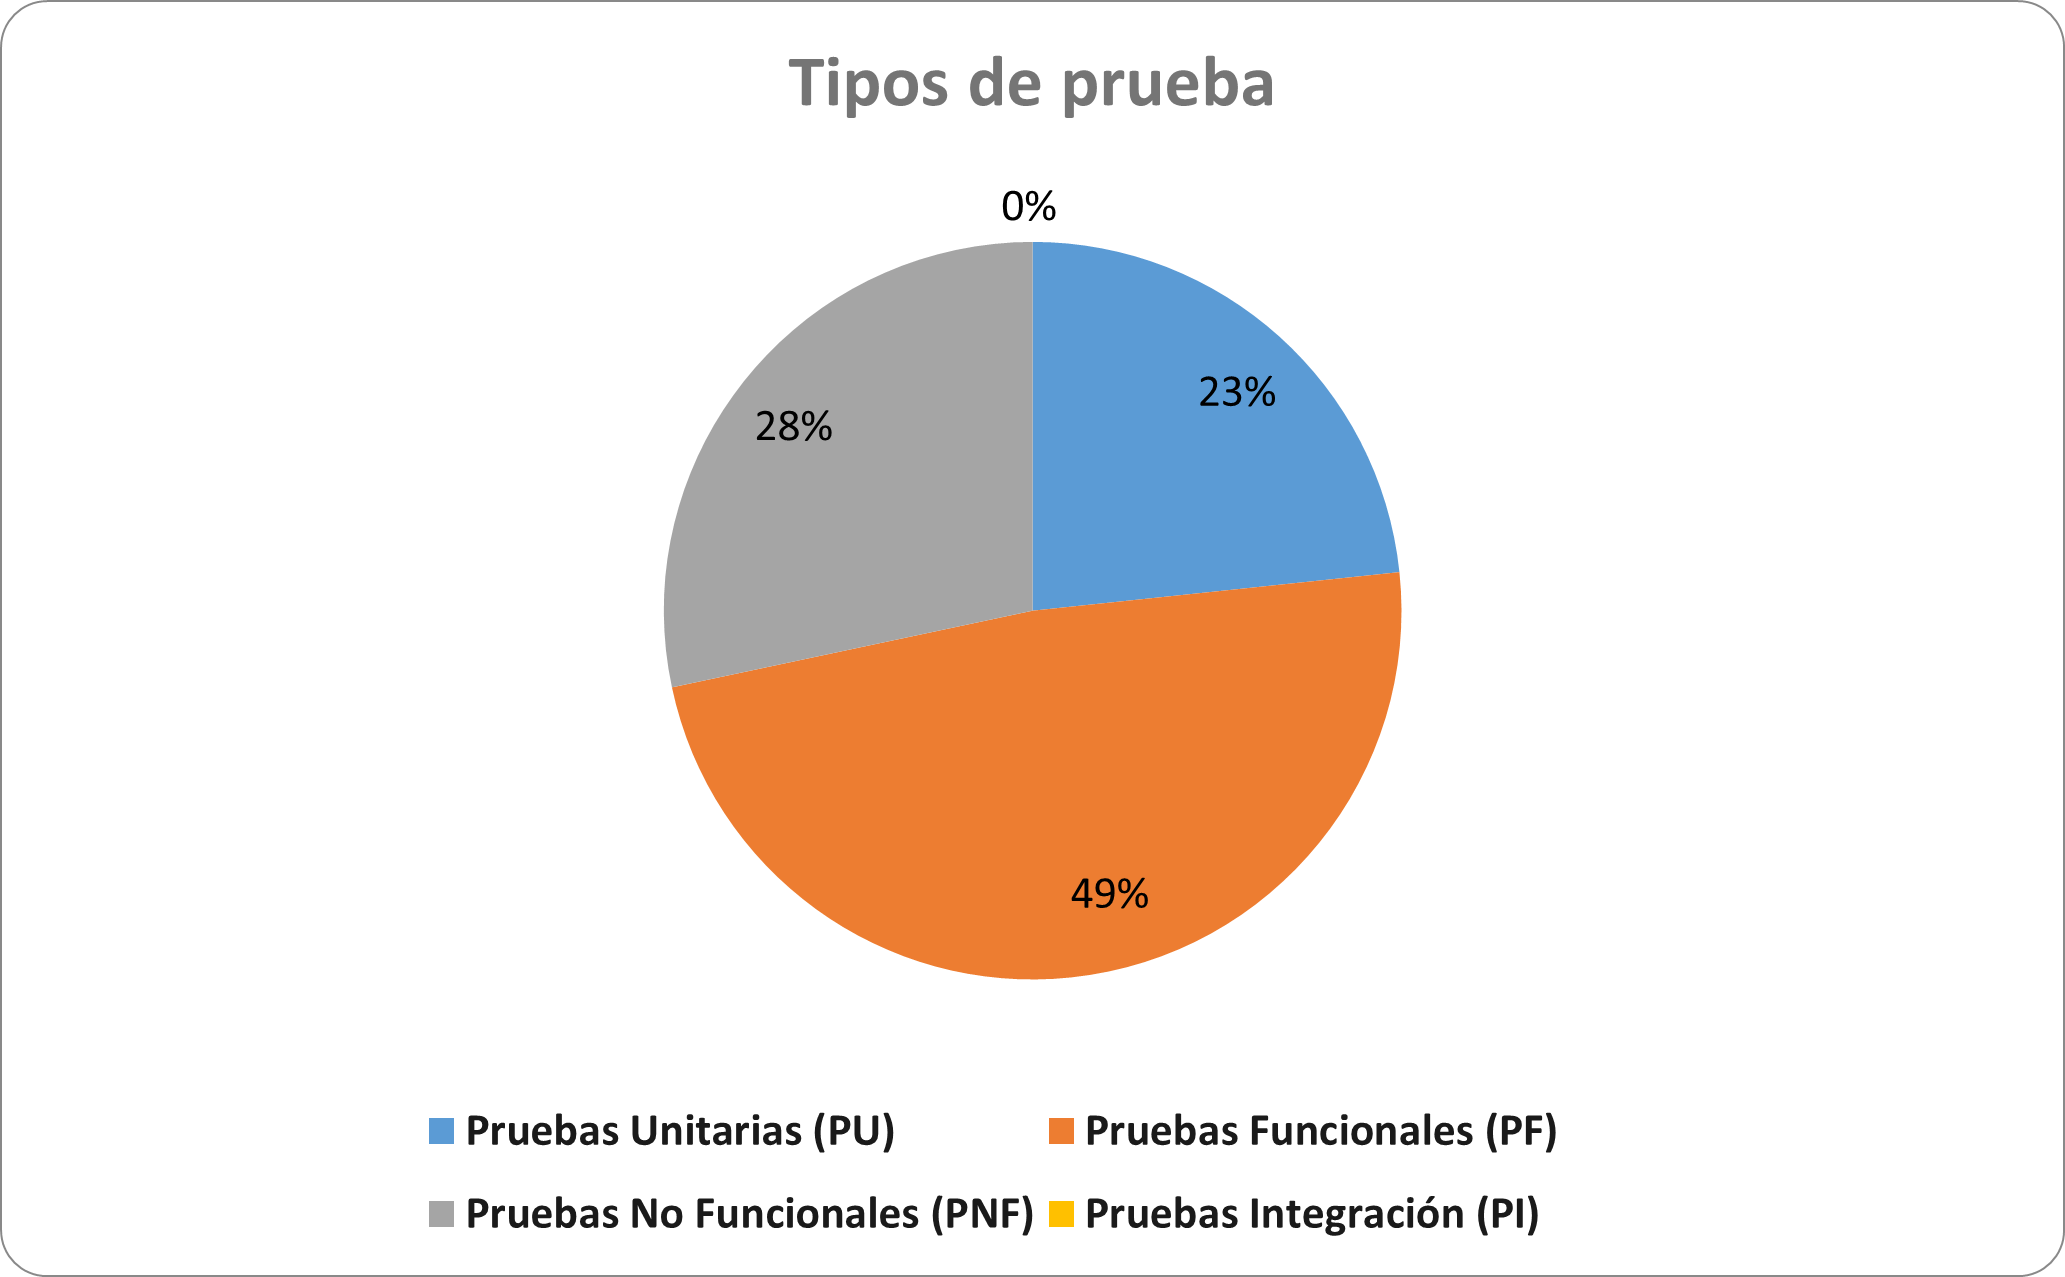 Tipos de prueba
0%
23%
28%
49%
Pruebas Unitarias (PU)
Pruebas Funcionales (PF)
Pruebas No Funcionales (PNF)
Pruebas Integración (PI)